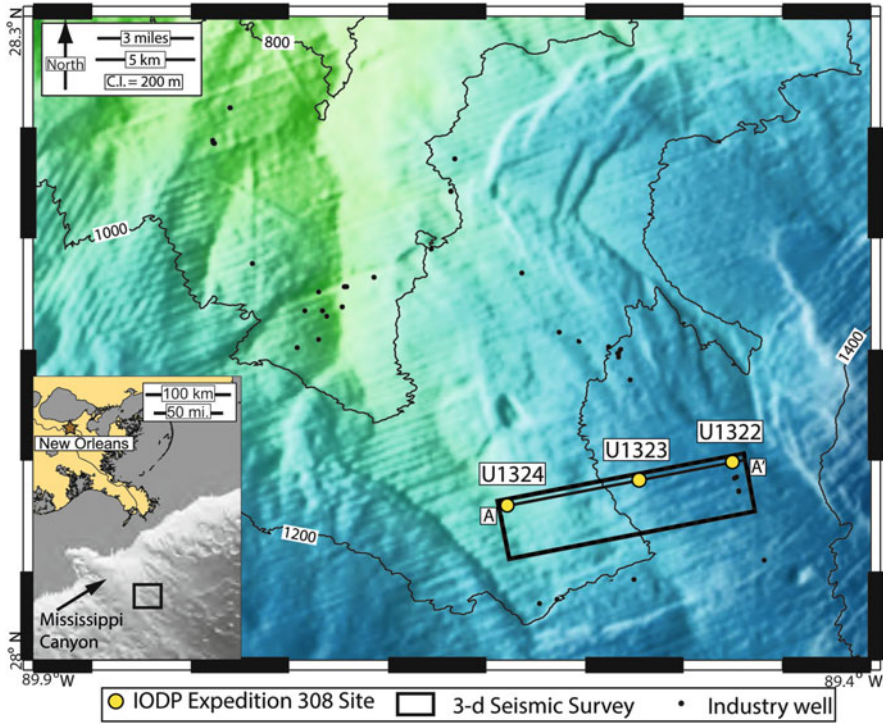 28.3° N
3 miles
5 km
C.I. = 200 m
North
800
1000
1400
100 km
50 mi.
New Orleans
Mississippi
Canyon
U1324
U1323
U1322
A
A'
1200
28° N
89.9° W
89.4° W
IODP Expedition 308 Site
3-d Seismic Survey
Industry well